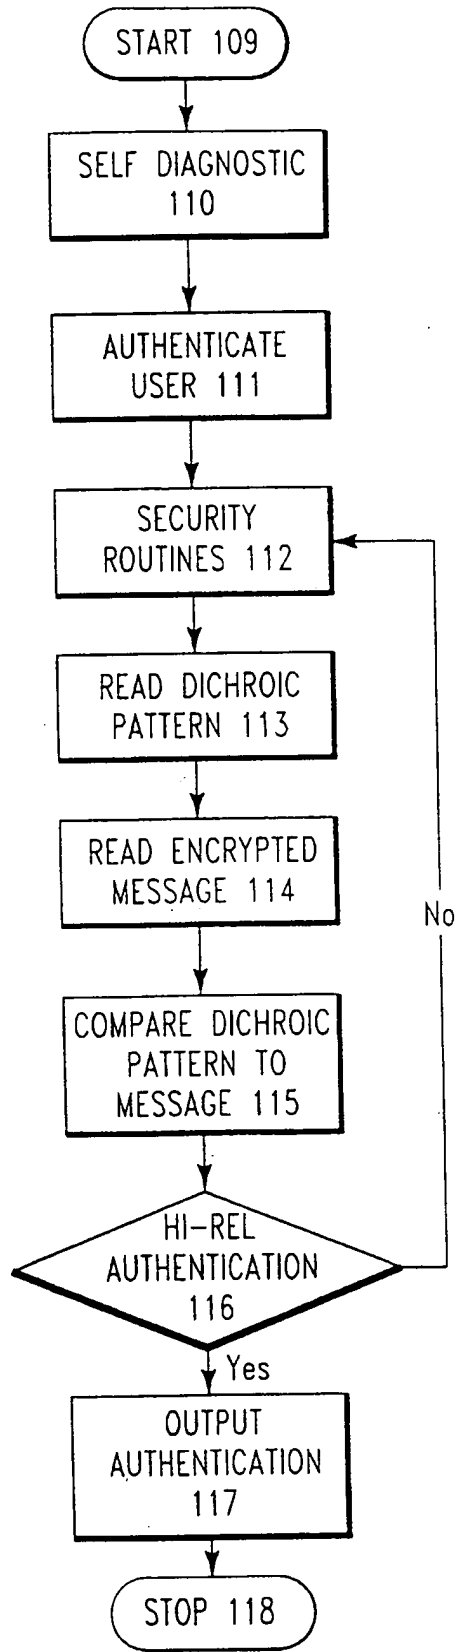 START 109
SELF DIAGNOSTIC
110
AUTHENTICATE
USER 111
SECURITY
ROUTINES 112
READ DICHROIC
PATTERN 113
READ ENCRYPTED
MESSAGE 114
No
COMPARE DICHROIC
PATTERN TO
MESSAGE 115
HI-REL
AUTHENTICATION
116
Yes
OUTPUT
AUTHENTICATION
117
STOP 118